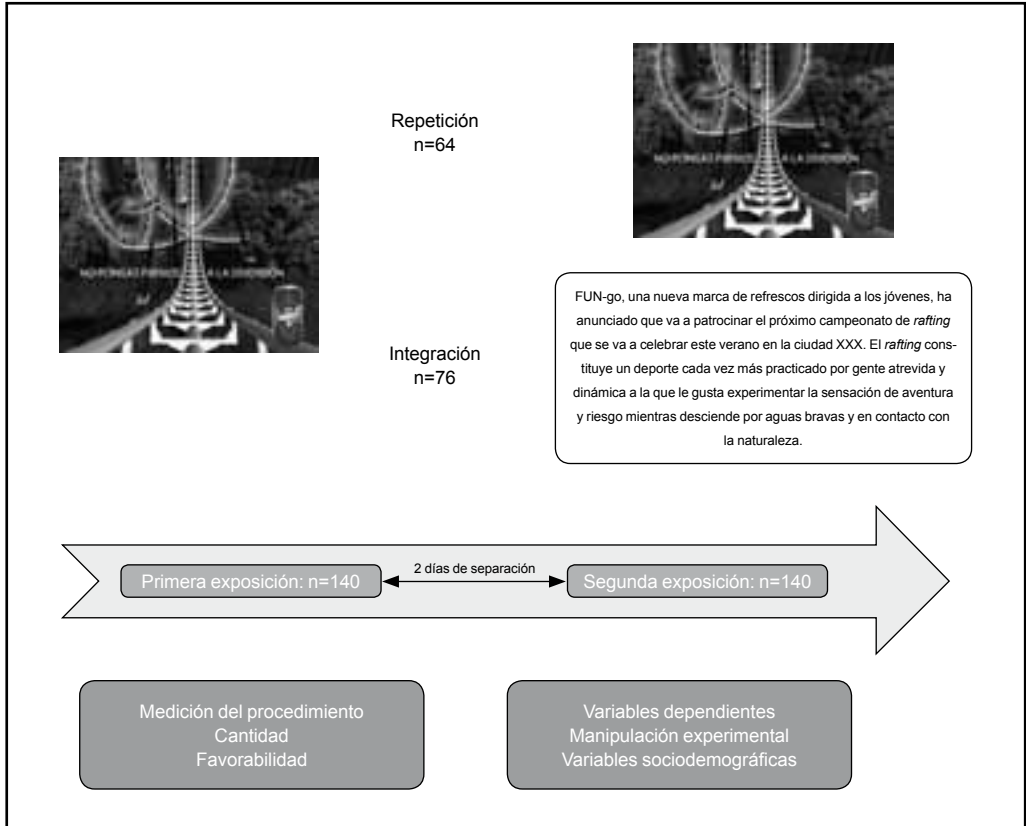 Repetición
n=64
A LA DIMENSIÓN
A LA DIMENSIÓN
Integración
n=76
FUN-go, una nueva marca de refrescos dirigida a los jóvenes, ha
anunciado que va a patrocinar el próximo campeonato de rafting
que se va a celebrar este verano en la ciudad XXX. El rafting cons-
tituye un deporte cada vez más practicado por gente atrevida y
dinámica a la que le gusta experimentar la sensación de aventura
y riesgo mientras desciende por aguas bravas y en contacto con
la naturaleza.
Primera exposición: n=140
2 días de separación
Segunda exposición: n=140
Medición del procedimiento
Cantidad
Favorabilidad
Variables dependientes
Manipulación experimental
Variables sociodemográficas